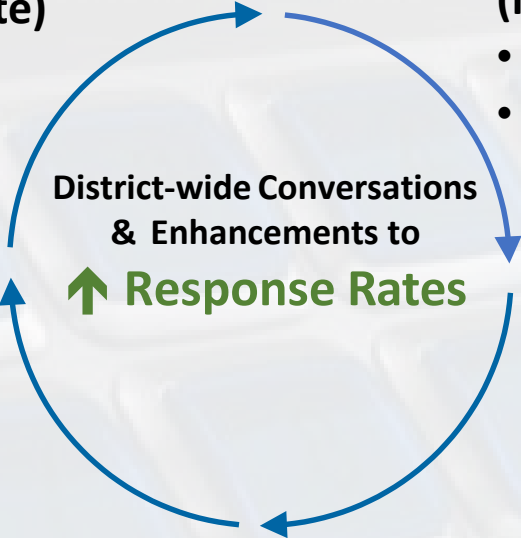 District-wide Conversations
& Enhancements to
Response Rates